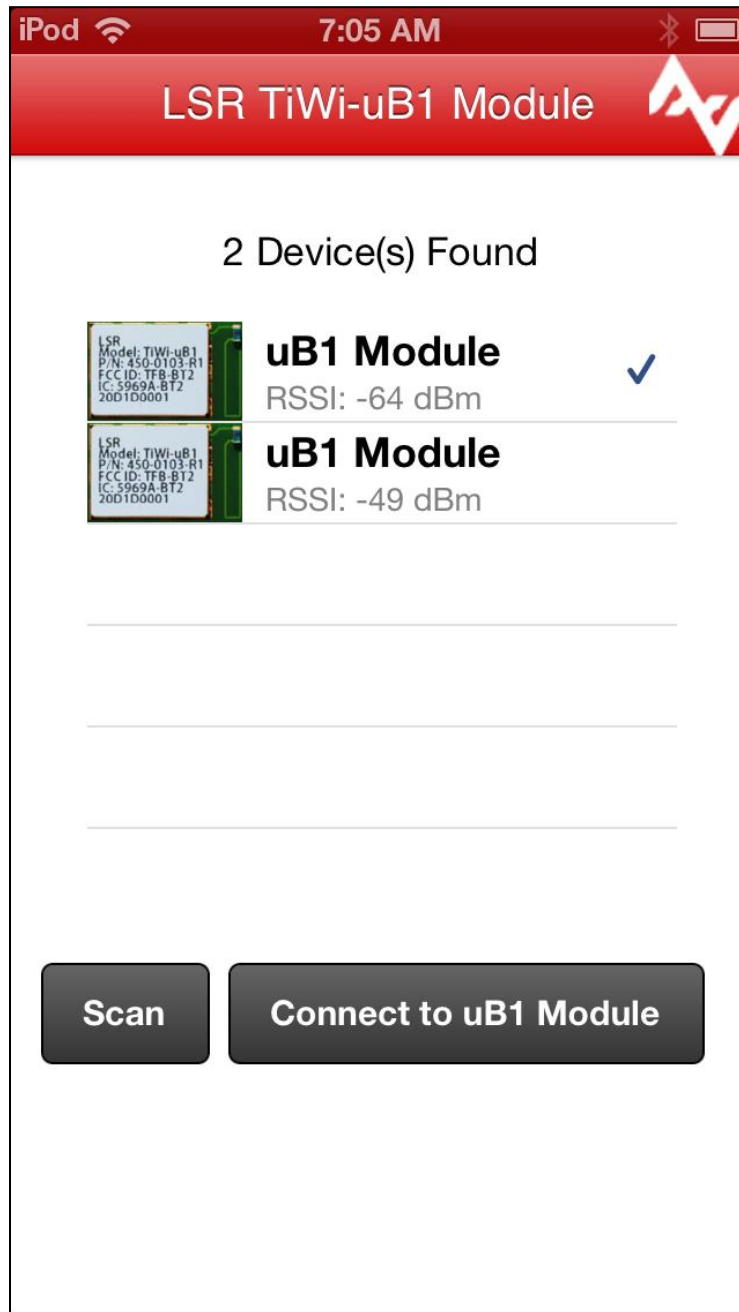 iPod 7:05 AM
LSR TiWi-uB1 Module
2 Device(s) Found
LSR
Model: TiWi-uB1
P/N: 450-0103-R1
FCC ID: TFB-BT2
IC: 5969A-BT2
20D1D0001
uB1 Module
RSSI: -64 dBm
LSR
Model: TiWi-uB1
P/N: 450-0103-R1
FCC ID: TFB-BT2
IC: 5969A-BT2
20D1D0001
uB1 Module
RSSI: -49 dBm
Scan Connect to uB1 Module